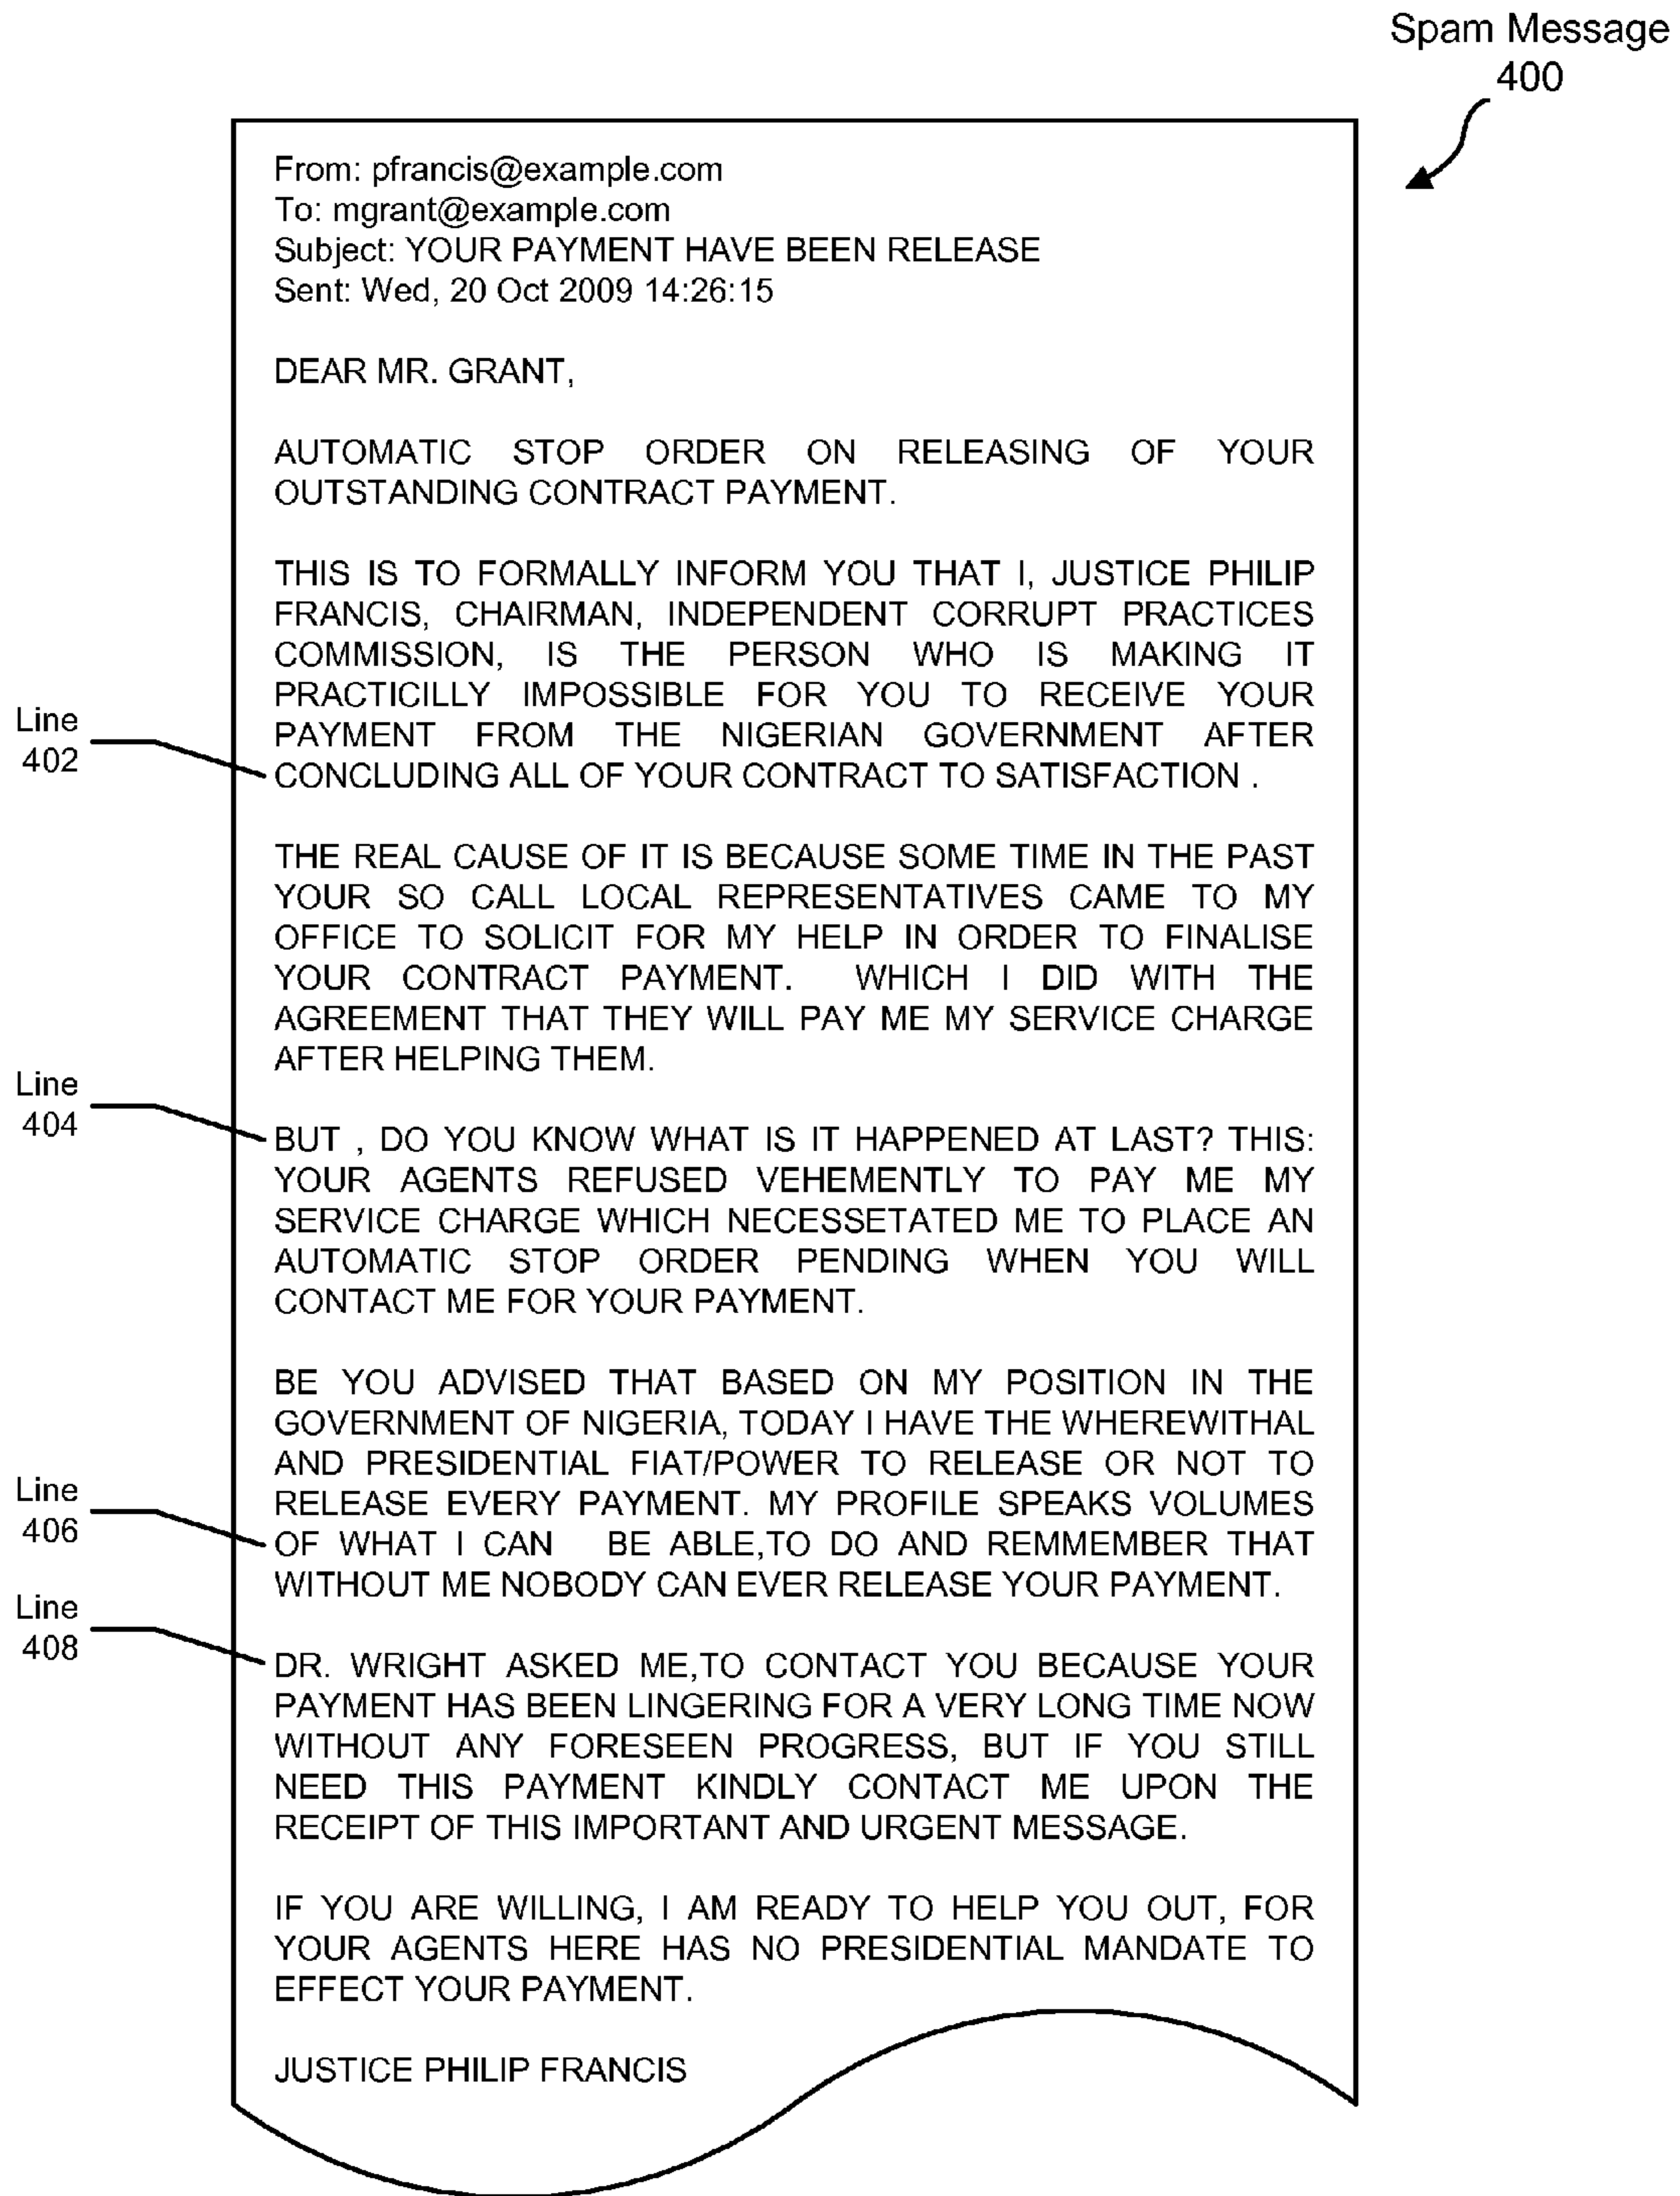 Spam Message
400
From: pfrancis@example.com
To: mgrant@example.com
Subject: YOUR PAYMENT HAVE BEEN RELEASE
Sent: Wed, 20 Oct 2009 14:26:15
DEAR MR. GRANT,
AUTOMATIC STOP ORDER ON RELEASING OF YOUR
OUTSTANDING CONTRACT PAYMENT.
THIS IS TO FORMALLY INFORM YOU THAT I, JUSTICE PHILIP
FRANCIS, CHAIRMAN, INDEPENDENT CORRUPT PRACTICES
COMMISSION, IS THE PERSON WHO IS MAKING IT
PRACTICILLY IMPOSSIBLE FOR YOU TO RECEIVE YOUR
PAYMENT FROM THE NIGERIAN GOVERNMENT AFTER
Line
402
CONCLUDING ALL OF YOUR CONTRACT TO SATISFACTION .
THE REAL CAUSE OF IT IS BECAUSE SOME TIME IN THE PAST
YOUR SO CALL LOCAL REPRESENTATIVES CAME TO MY
OFFICE TO SOLICIT FOR MY HELP IN ORDER TO FINALISE
YOUR CONTRACT PAYMENT. WHICH I DID WITH THE
AGREEMENT THAT THEY WILL PAY ME MY SERVICE CHARGE
AFTER HELPING THEM.
Line
404
BUT , DO YOU KNOW WHAT IS IT HAPPENED AT LAST? THIS:
YOUR AGENTS REFUSED VEHEMENTLY TO PAY ME MY
SERVICE CHARGE WHICH NECESSETATED ME TO PLACE AN
AUTOMATIC STOP ORDER PENDING WHEN YOU WILL
CONTACT ME FOR YOUR PAYMENT.
BE YOU ADVISED THAT BASED ON MY POSITION IN THE
GOVERNMENT OF NIGERIA, TODAY I HAVE THE WHEREWITHAL
AND PRESIDENTIAL FIAT/POWER TO RELEASE OR NOT TO
RELEASE EVERY PAYMENT. MY PROFILE SPEAKS VOLUMES
Line
406
OF WHAT I CAN BE ABLE,TO DO AND REMMEMBER THAT
WITHOUT ME NOBODY CAN EVER RELEASE YOUR PAYMENT.
Line
408
DR. WRIGHT ASKED ME,TO CONTACT YOU BECAUSE YOUR
PAYMENT HAS BEEN LINGERING FOR A VERY LONG TIME NOW
WITHOUT ANY FORESEEN PROGRESS, BUT IF YOU STILL
NEED THIS PAYMENT KINDLY CONTACT ME UPON THE
RECEIPT OF THIS IMPORTANT AND URGENT MESSAGE.
IF YOU ARE WILLING, I AM READY TO HELP YOU OUT, FOR
YOUR AGENTS HERE HAS NO PRESIDENTIAL MANDATE TO
EFFECT YOUR PAYMENT.
JUSTICE PHILIP FRANCIS